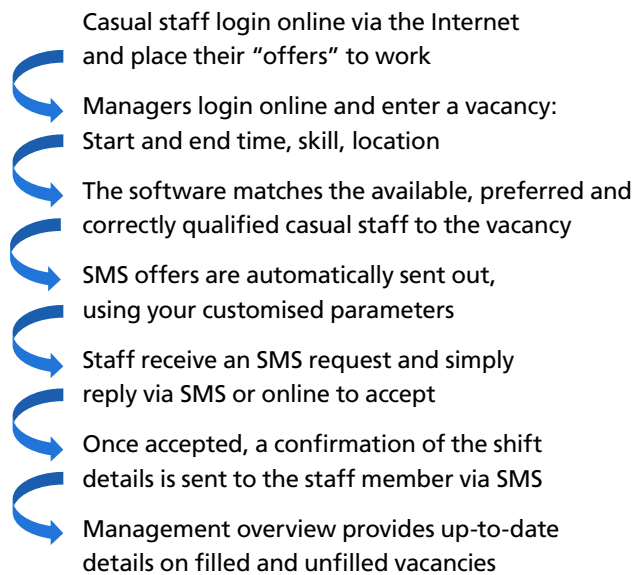 Casual staff login online via the Internet
and place their “offers” to work
Managers login online and enter a vacancy:
Start and end time, skill, location
The software matches the available, preferred and
correctly qualified casual staff to the vacancy
SMS offers are automatically sent out,
using your customised parameters
Staff receive an SMS request and simply
reply via SMS or online to accept
Once accepted, a confirmation of the shift
details is sent to the staff member via SMS
Management overview provides up-to-date
details on filled and unfilled vacancies